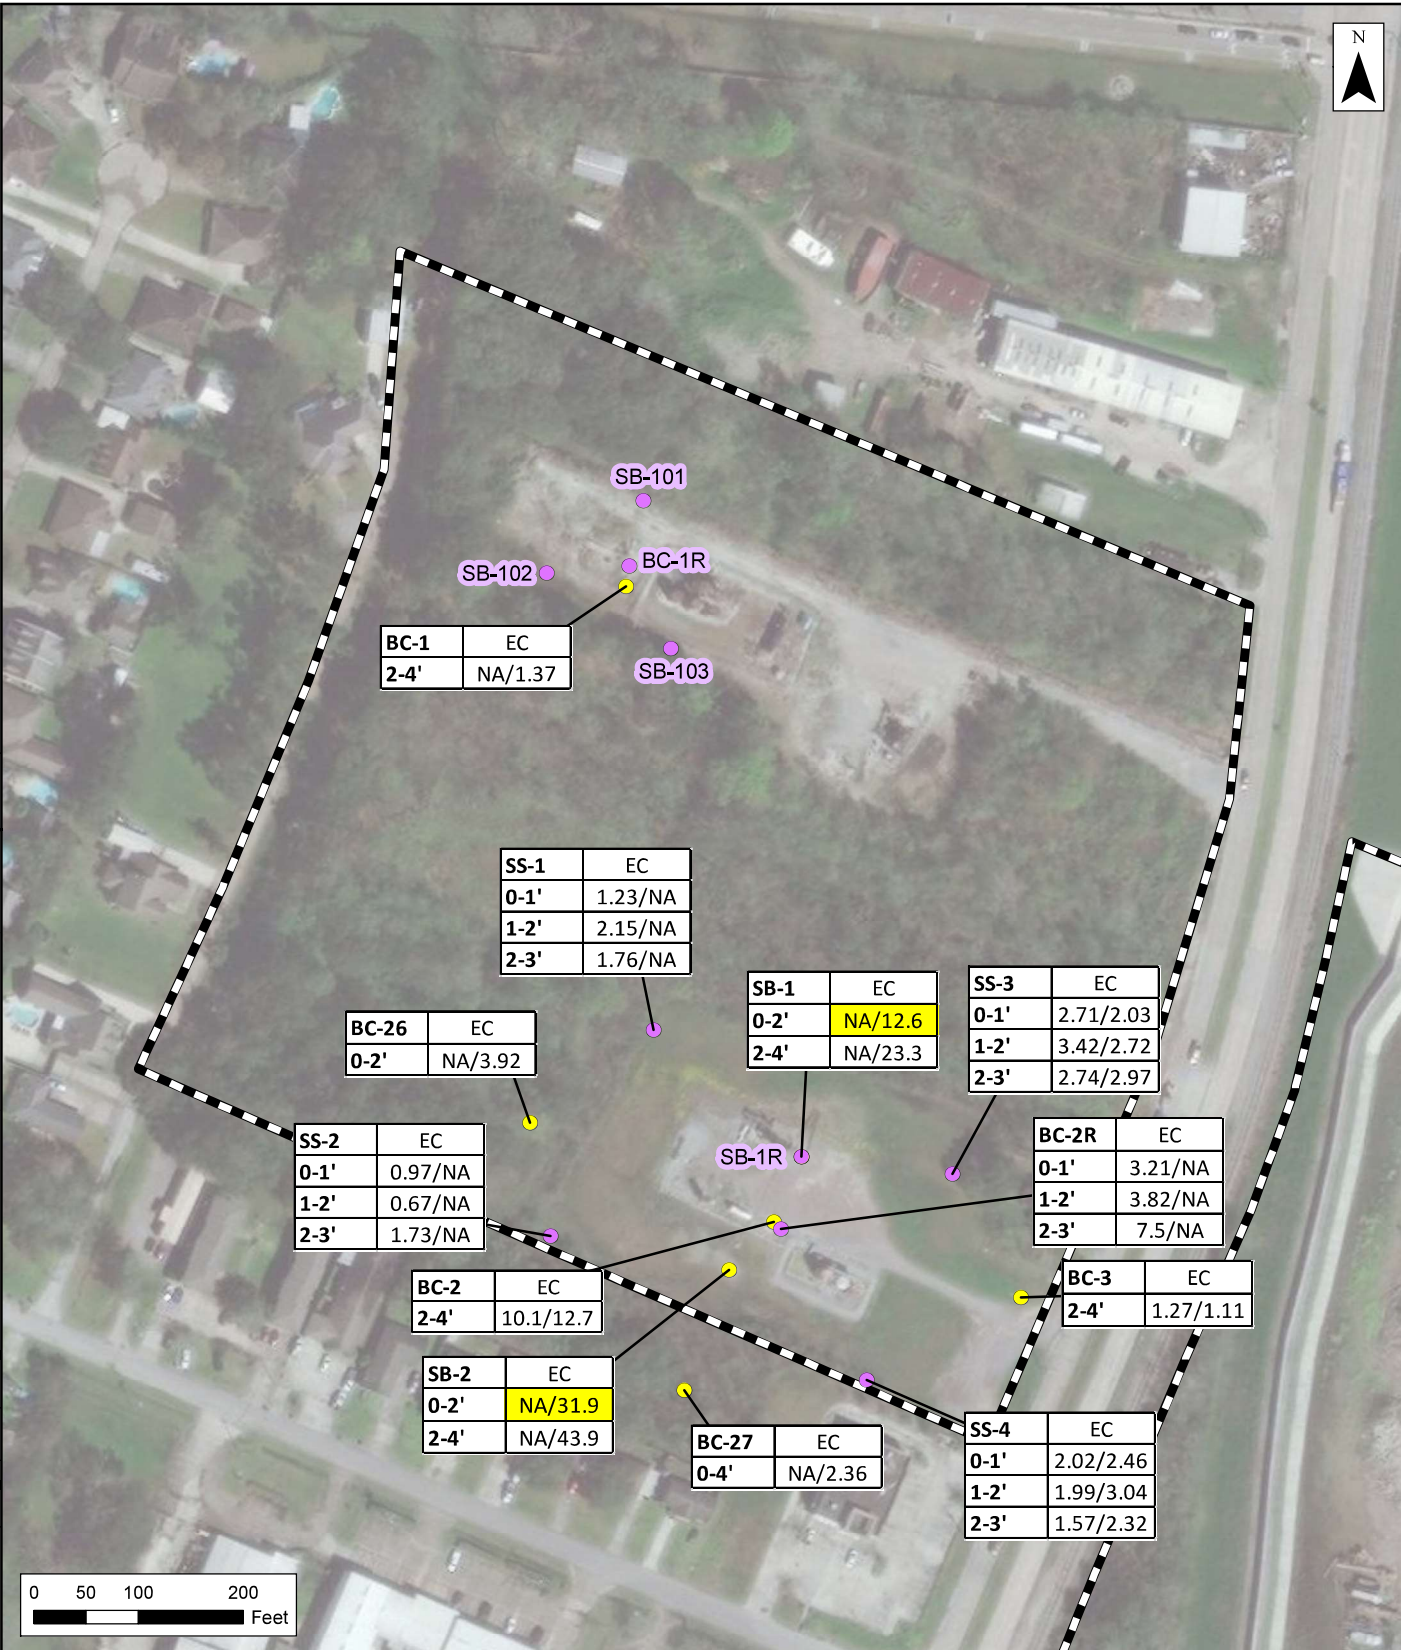 N
SB-101
BC-1R
SB-102
BC-1 EC
2-4' NA/1.37
SB-103
SS-1 EC
0-1' 1.23/NA
1-2' 2.15/NA
2-3' 1.76/NA
SB-1 EC
0-2' NA/12.6
2-4' NA/23.3
SS-3 EC
0-1' 2.71/2.03
1-2' 3.42/2.72
2-3' 2.74/2.97
BC-26 EC
0-2' NA/3.92
SS-2 EC
0-1' 0.97/NA
1-2' 0.67/NA
2-3' 1.73/NA
SB-1R
BC-2R EC
0-1' 3.21/NA
1-2' 3.82/NA
2-3' 7.5/NA
BC-2 EC
2-4' 10.1/12.7
BC-3 EC
2-4' 1.27/1.11
SB-2 EC
0-2' NA/31.9
2-4' NA/43.9
BC-27 EC
0-4' NA/2.36
SS-4 EC
0-1' 2.02/2.46
1-2' 1.99/3.04
2-3' 1.57/2.32
0 50 100 200
Feet